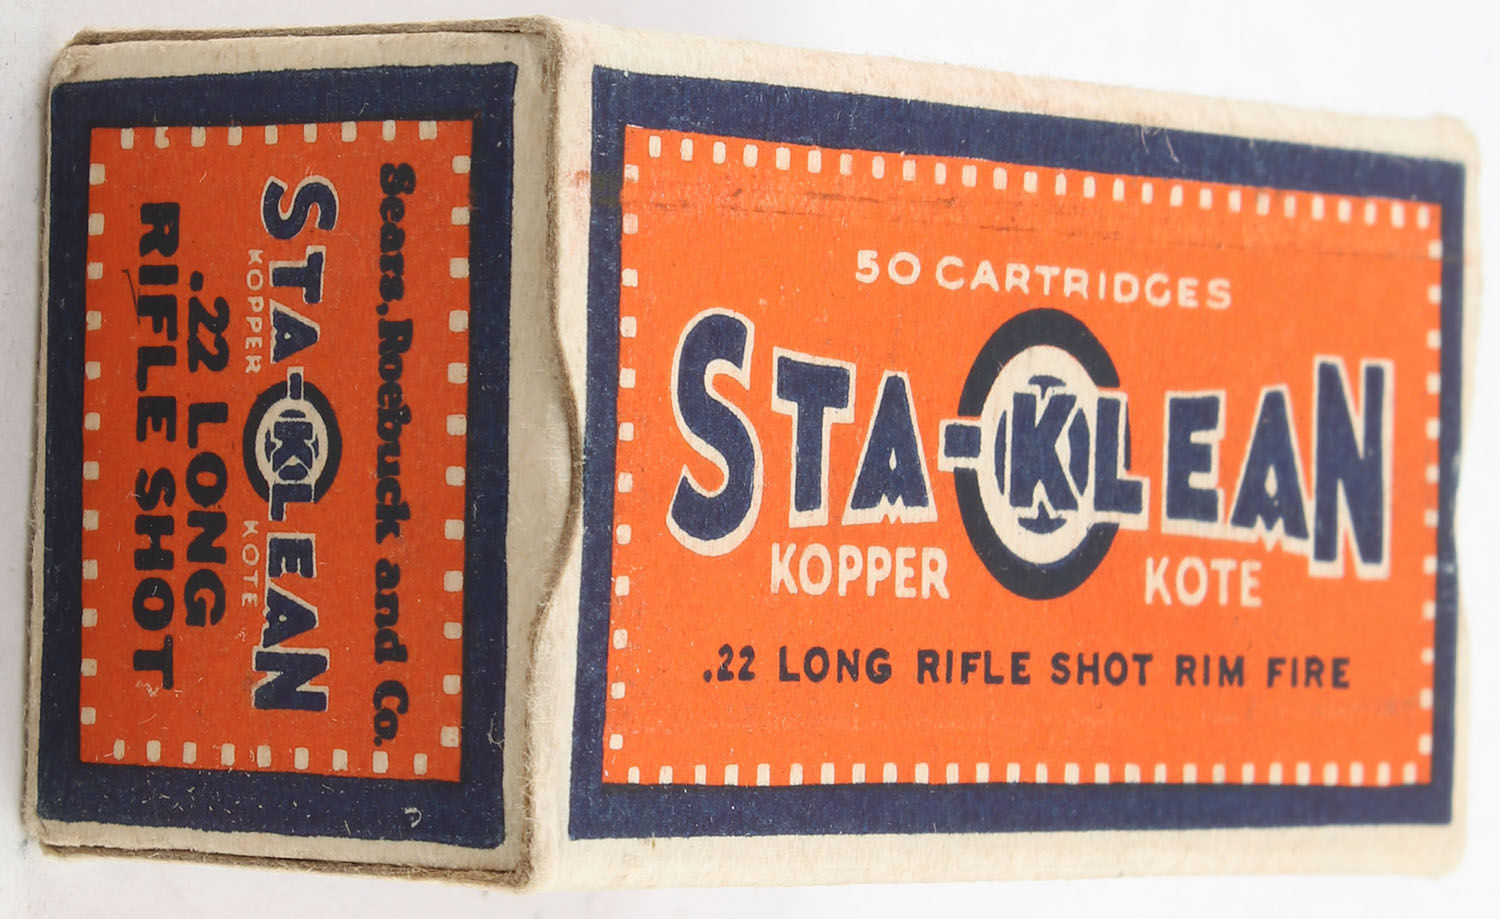 Sears, Roebuck and Co.
STA-KLEAN
KOPPER KOTE
.22 LONG
RIFLE SHOT
50 CARTRIDGES
STA-KLEAN
KOPPER KOTE
.22 LONG RIFLE SHOT RIM FIRE